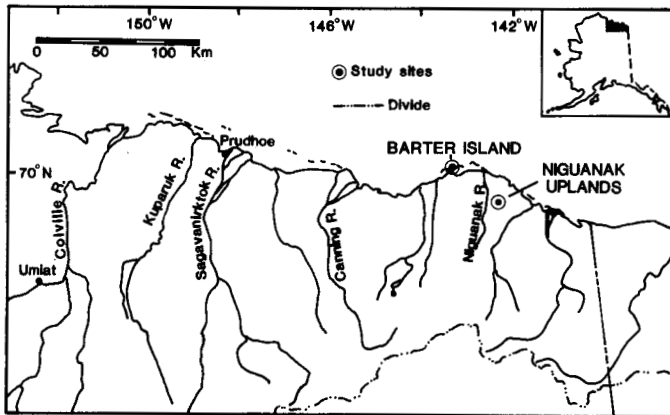 150°W
146°W
142°W
0
50
100
Km
Study sites
Divide
Prudhoe
BARTER ISLAND
NIGUANAK
UPLANDS
70°N
Colville R.
Kuparuk R.
Sagavanirktok R.
Canning R.
Niguanak R.
Umiat